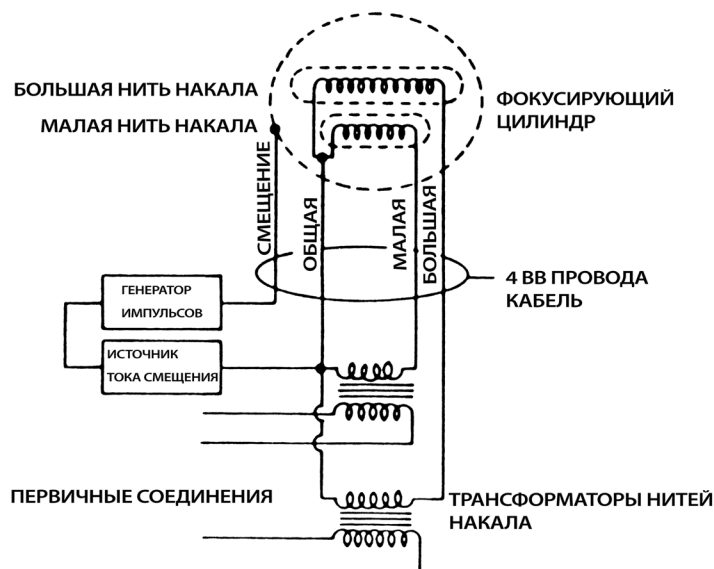 БОЛЬШАЯ НИТЬ НАКАЛА
МАЛАЯ НИТЬ НАКАЛА
ФОКУСИРУЮЩИЙ
ЦИЛИНДР
СМЕЩЕНИЕ
ОБЩАЯ
МАЛАЯ
БОЛЬШАЯ
4 ВВ ПРОВОДА
КАБЕЛЬ
ГЕНЕРАТОР
ИМПУЛЬСОВ
ИСТОЧНИК
ТОКА СМЕЩЕНИЯ
ПЕРВИЧНЫЕ СОЕДИНЕНИЯ
ТРАНСФОРМАТОРЫ НИТЕЙ
НАКАЛА